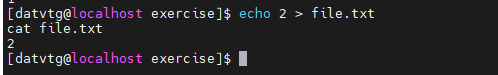 [datvtg@localhost exercise]$ echo 2 > file.txt
cat file.txt
2
[datvtg@localhost exercise]$